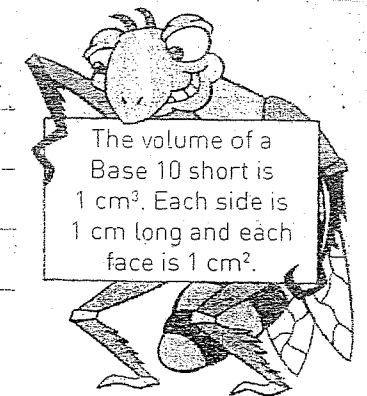 The volume of a
Base 10 short is
1 cm³. Each side is
1 cm long and each
face is 1 cm².